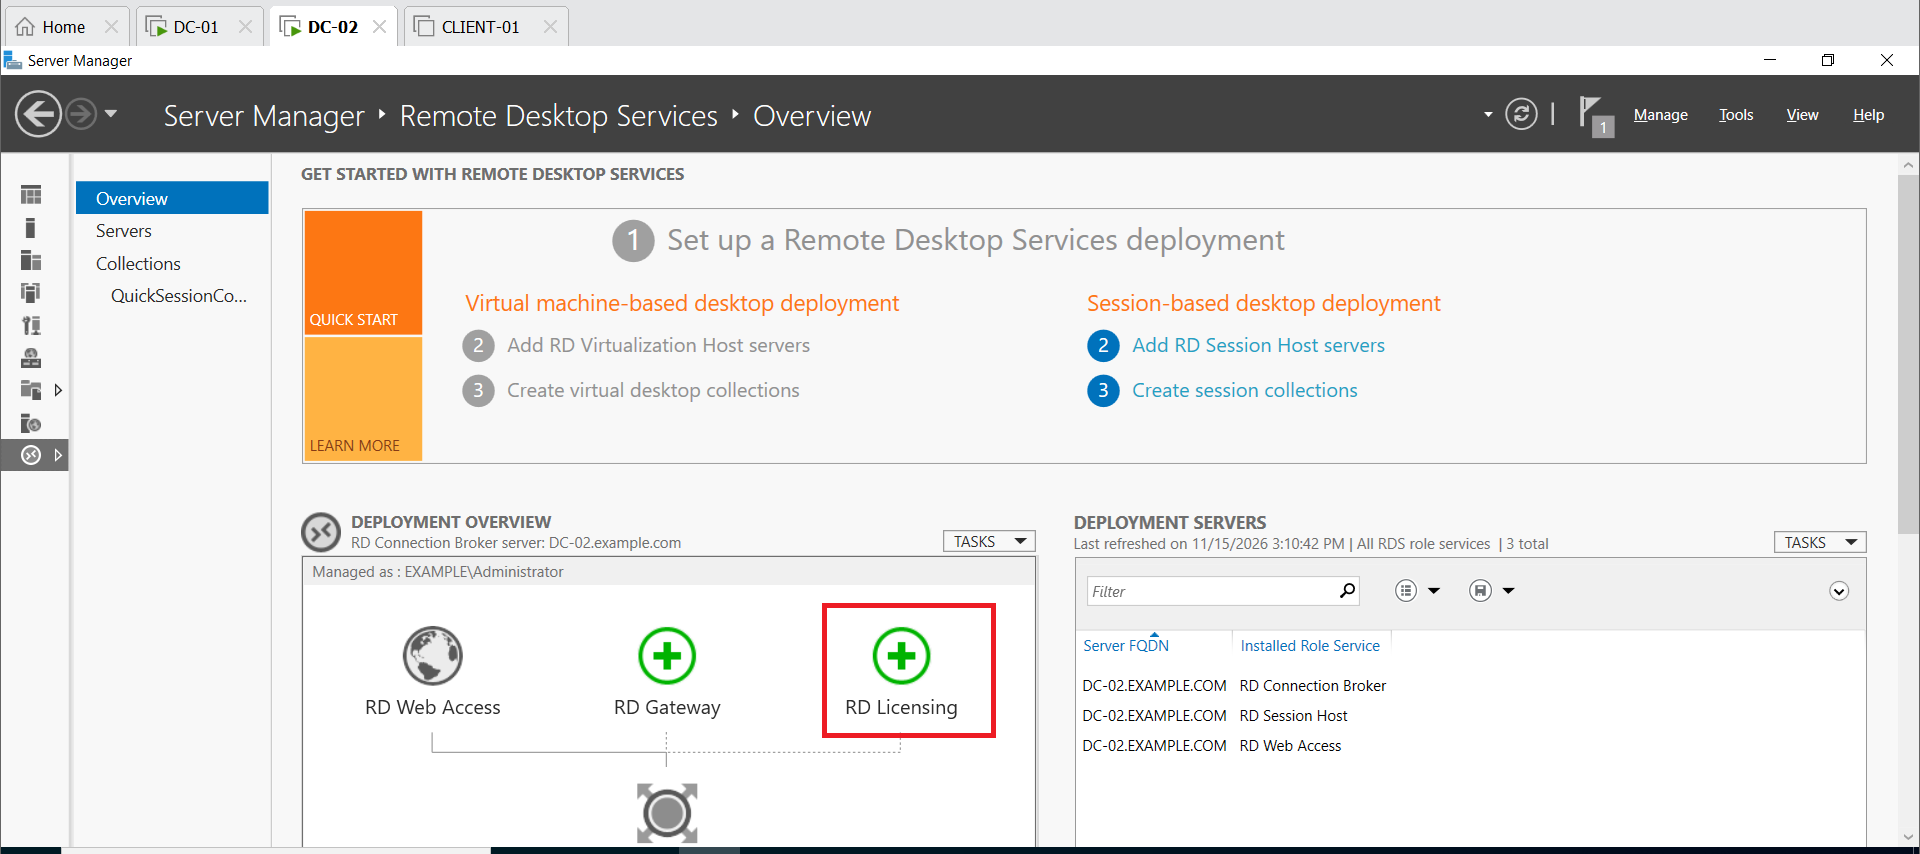 Home
DC-01
DC-02
CLIENT-01
Server Manager
Server Manager Remote Desktop Services Overview
1
Manage Tools View Help
Overview
Servers
Collections
QuickSessionCo...
GET STARTED WITH REMOTE DESKTOP SERVICES
QUICK START
LEARN MORE
1 Set up a Remote Desktop Services deployment
Virtual machine-based desktop deployment
2 Add RD Virtualization Host servers
3 Create virtual desktop collections
Session-based desktop deployment
2 Add RD Session Host servers
3 Create session collections
DEPLOYMENT OVERVIEW
RD Connection Broker server: DC-02.example.com
TASKS
Managed as : EXAMPLE\Administrator
RD Web Access
RD Gateway
RD Licensing
DEPLOYMENT SERVERS
Last refreshed on 11/15/2026 3:10:42 PM | All RDS role services | 3 total
TASKS
Filter
Server FQDN Installed Role Service
DC-02.EXAMPLE.COM RD Connection Broker
DC-02.EXAMPLE.COM RD Session Host
DC-02.EXAMPLE.COM RD Web Access